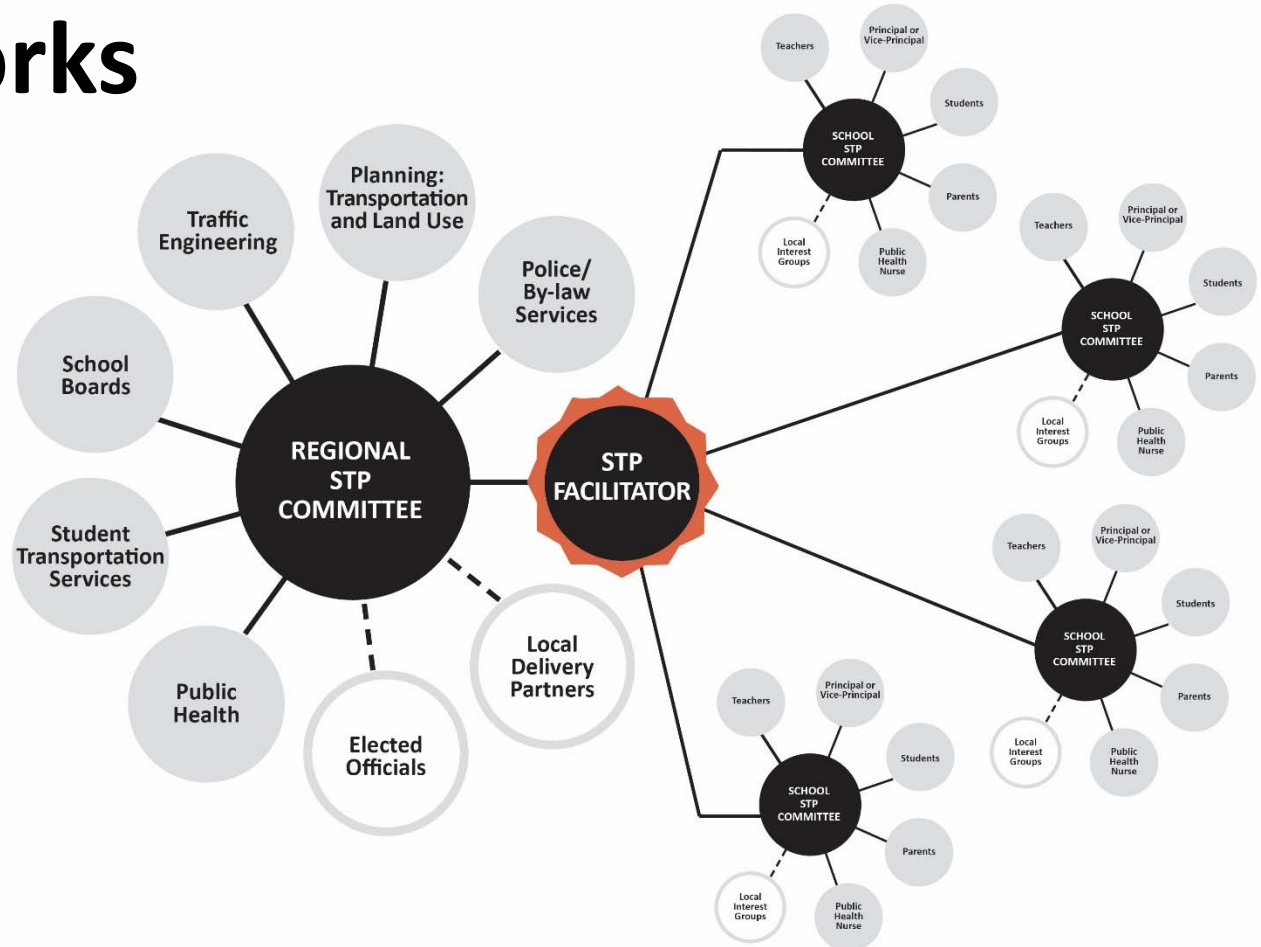 orks
Traffic
Engineering
Planning:
Transportation
and Land Use
Police/
By-law
Services
School
Boards
Student
Transportation
Services
Public
Health
Elected
Officials
Local
Delivery
Partners
REGIONAL
STP
COMMITTEE
STP
FACILITATOR
Teachers
Principal or
Vice-Principal
Students
Parents
Public
Health
Nurse
Local
Interest
Groups
SCHOOL
STP
COMMITTEE
Teachers
Principal or
Vice-Principal
Students
Parents
Public
Health
Nurse
Local
Interest
Groups
SCHOOL
STP
COMMITTEE
Teachers
Principal or
Vice-Principal
Students
Parents
Public
Health
Nurse
Local
Interest
Groups
SCHOOL
STP
COMMITTEE
Teachers
Principal or
Vice-Principal
Students
Parents
Public
Health
Nurse
Local
Interest
Groups
SCHOOL
STP
COMMITTEE